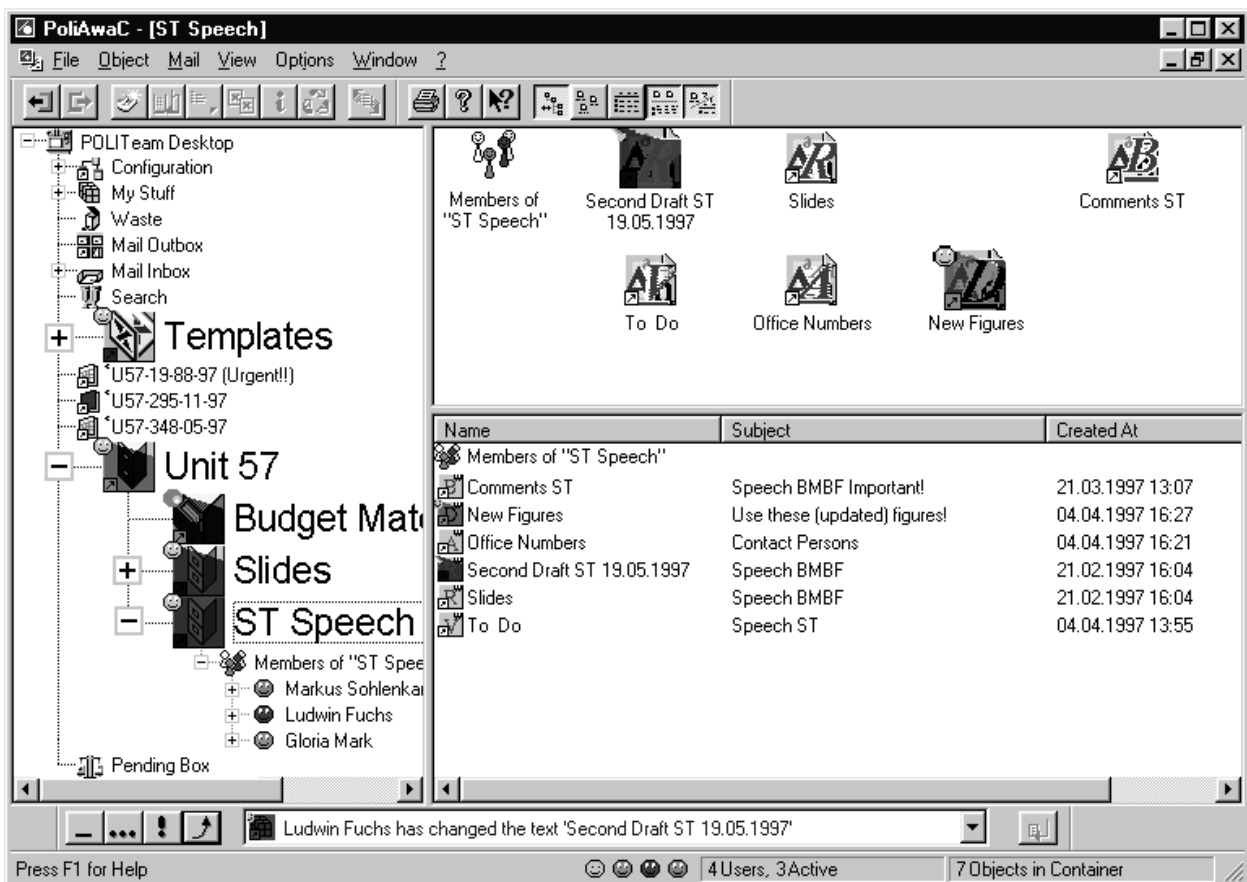 PoliAwaC - [ST Speech]
File Object Mail View Options Window ?
POLITeam Desktop
Configuration
My Stuff
Waste
Mail Outbox
Mail Inbox
Search
Templates
U57-19-88-97 (Urgent!!)
U57-295-11-97
U57-348-05-97
Unit 57
Budget Mat
Slides
ST Speech
Members of "ST Spee
Markus Sohlenka
Ludwin Fuchs
Gloria Mark
Pending Box
Members of
"ST Speech"
Second Draft ST
19.05.1997
Slides
Comments ST
To Do
Office Numbers
New Figures
Name Subject Created At
Members of "ST Speech"
Comments ST Speech BMBF Important! 21.03.1997 13:07
New Figures Use these (updated) figures! 04.04.1997 16:27
Office Numbers Contact Persons 04.04.1997 16:21
Second Draft ST 19.05.1997 Speech BMBF 21.02.1997 16:04
Slides Speech BMBF 21.02.1997 16:04
To Do Speech ST 04.04.1997 13:55
Ludwin Fuchs has changed the text 'Second Draft ST 19.05.1997'
Press F1 for Help 4 Users, 3 Active 7 Objects in Container